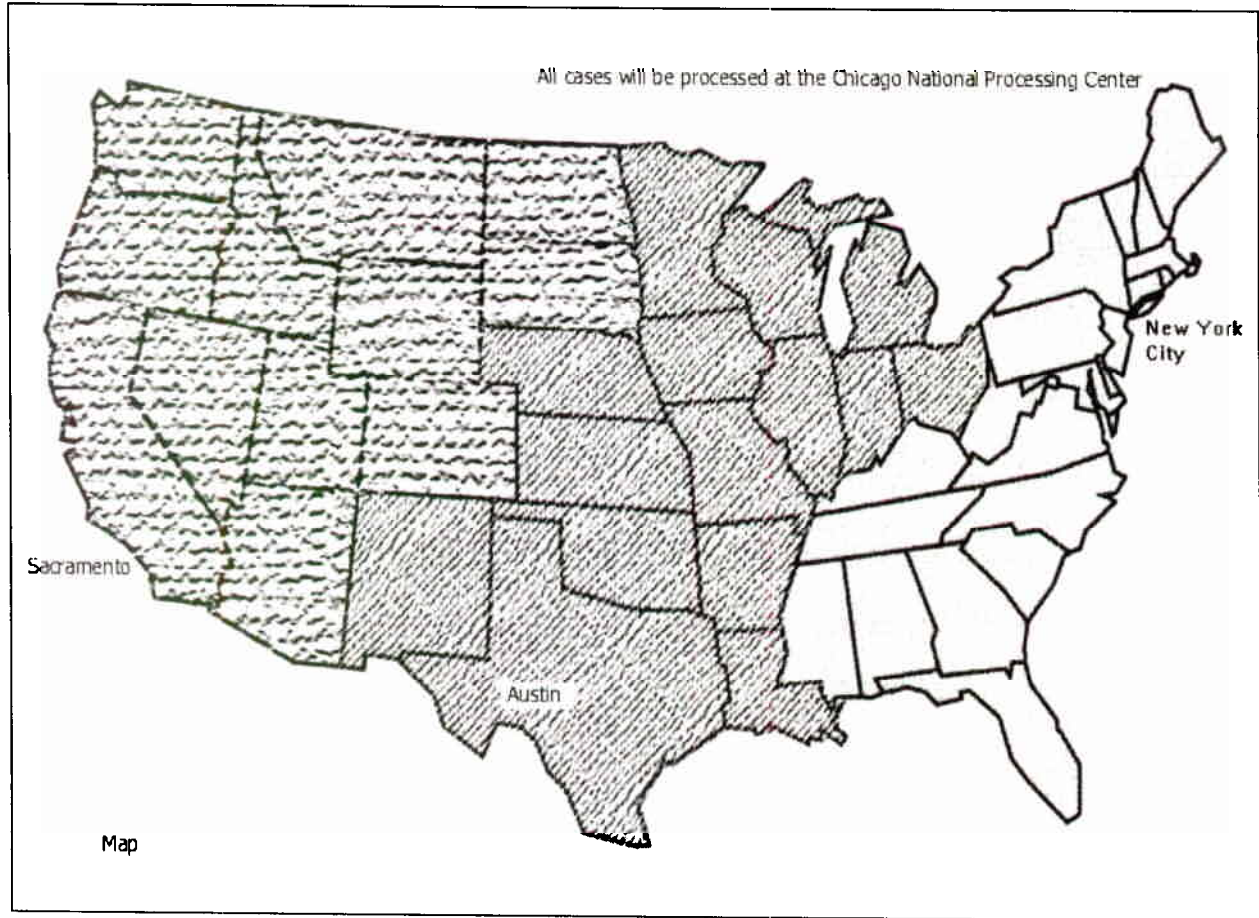 All cases will be processed at the Chicago National Processing Center
New York
City
Sacramento
Austin
Map